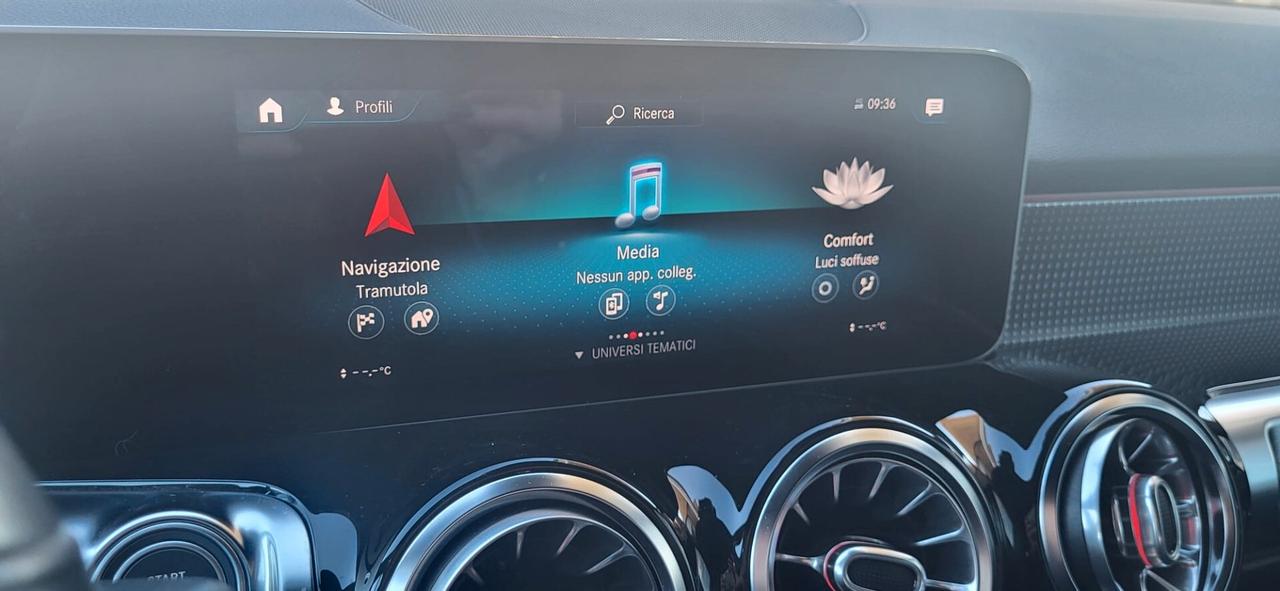 Profili
Ricerca
09:36
Navigazione
Tramutola
Media
Nessun app. colleg.
Comfort
Luci soffuse
--,-°C
--,-°C
UNIVERSI TEMATICI
START